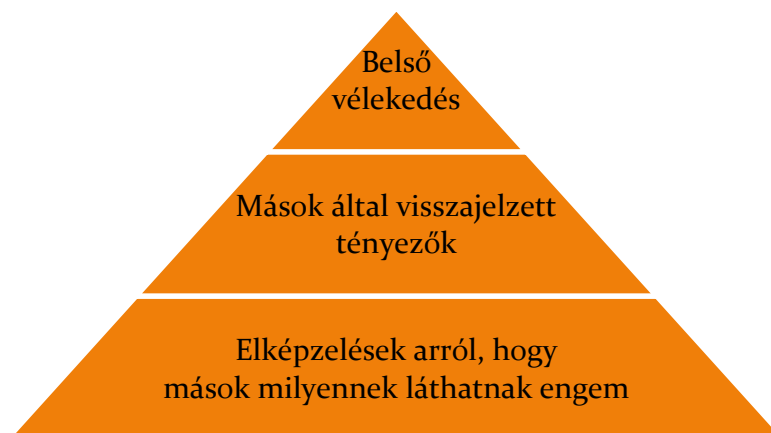 Belső
vélekedés
Mások által visszajelzett
tényezők
Elképzelések arról, hogy
mások milyennek láthatnak engem